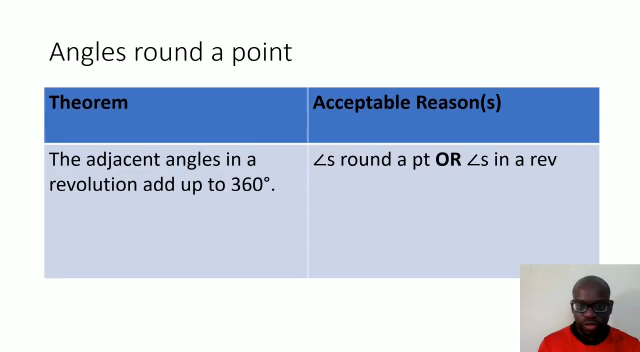 Angles round a point
Theorem
Acceptable Reason(s)
The adjacent angles in a
revolution add up to 360°.
∠s round a pt OR ∠s in a rev